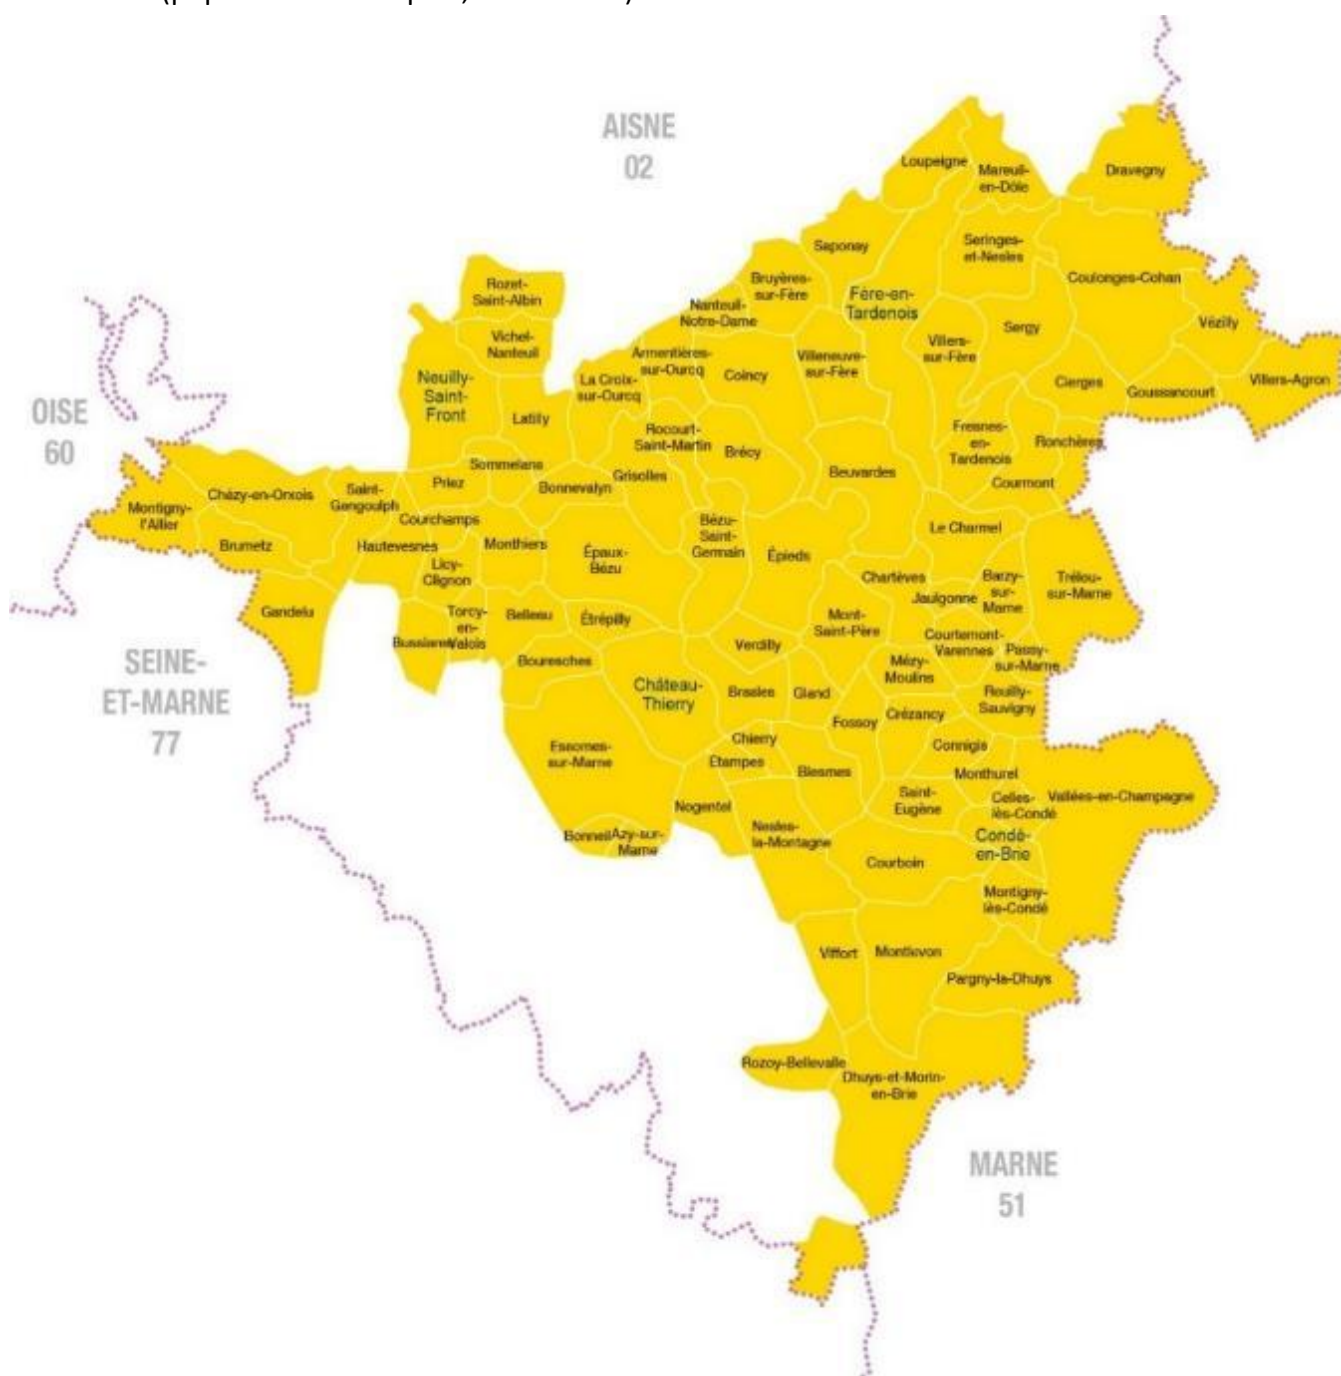 AISNE
02
Loupeigne
Mareuil-
en-Dôle
Dravegny
Saponay
Seringes-
et-Nesles
Coulonges-Cohan
Rozet-
Saint-Albin
Bruyères-
sur-Fère
Fère-en-
Tardenois
Nanteuil-
Notre-Dame
Sergy
Vézilly
Vichel-
Nanteuil
Villers-
sur-Fère
Armentières-
sur-Ourcq
Villeneuve-
sur-Fère
Coincy
Neuilly-
Saint-
Front
La Croix-
sur-Ourcq
Cierges
Goussancourt
Villers-Agron
OISE
60
Latilly
Rocourt-
Saint-Martin
Brécy
Fresnes-
en-
Tardenois
Ronchères
Sommelans
Grisolles
Beuvardes
Courmont
Priez
Bonnevalyn
Chézy-en-Orxois
Saint-
Gengoulph
Montigny-
l'Allier
Courchamps
Bézu-
Saint-
Germain
Le Charmel
Brumetz
Hautevesnes
Monthiers
Épaux-
Bézu
Épieds
Licy-
Clignon
Chartèves
Jaulgonne
Barzy-
sur-
Marne
Trélou-
sur-Marne
Gandelu
Torcy-
en-
Valois
Belleau
Étrépilly
Mont-
Saint-Père
Bussiares
Verdilly
Courtemont-
Varennes
Passy-
sur-Marne
SEINE-
ET-MARNE
77
Bouresches
Mézy-
Moulins
Château-
Thierry
Brasles
Gland
Reuilly-
Sauvigny
Fossoy
Crézancy
Chierry
Connigis
Essomes-
sur-Marne
Étampes
Blesmes
Monthurel
Nogentel
Saint-
Eugène
Celles-
lès-Condé
Vallées-en-Champagne
Bonneil
Azy-sur-
Marne
Nesles-
la-Montagne
Condé-
en-Brie
Courboin
Montigny-
lès-Condé
Viffort
Montlevon
Pargny-la-Dhuys
Rozoy-Bellevalle
Dhuys-et-Morin-
en-Brie
MARNE
51